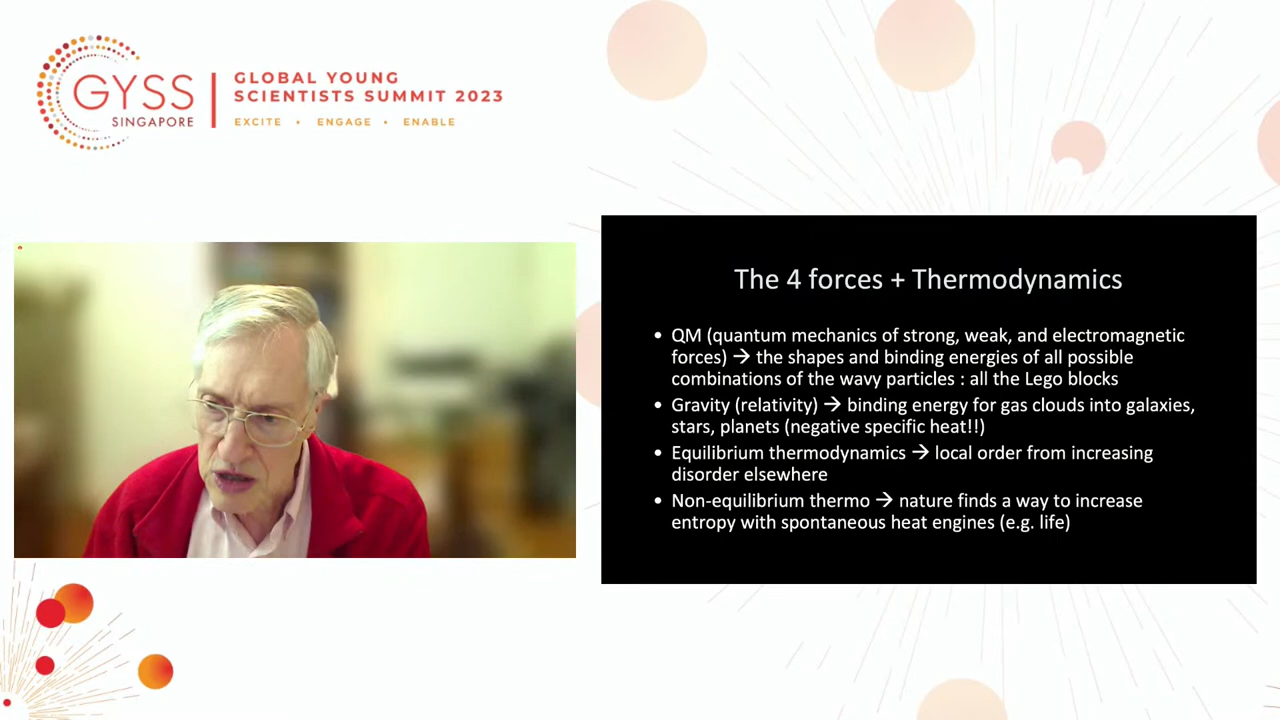 GYSS
SINGAPORE
GLOBAL YOUNG
SCIENTISTS SUMMIT 2023
EXCITE • ENGAGE • ENABLE
The 4 forces + Thermodynamics
• QM (quantum mechanics of strong, weak, and electromagnetic
forces) → the shapes and binding energies of all possible
combinations of the wavy particles : all the Lego blocks
• Gravity (relativity) → binding energy for gas clouds into galaxies,
stars, planets (negative specific heat!!)
• Equilibrium thermodynamics → local order from increasing
disorder elsewhere
• Non-equilibrium thermo → nature finds a way to increase
entropy with spontaneous heat engines (e.g. life)